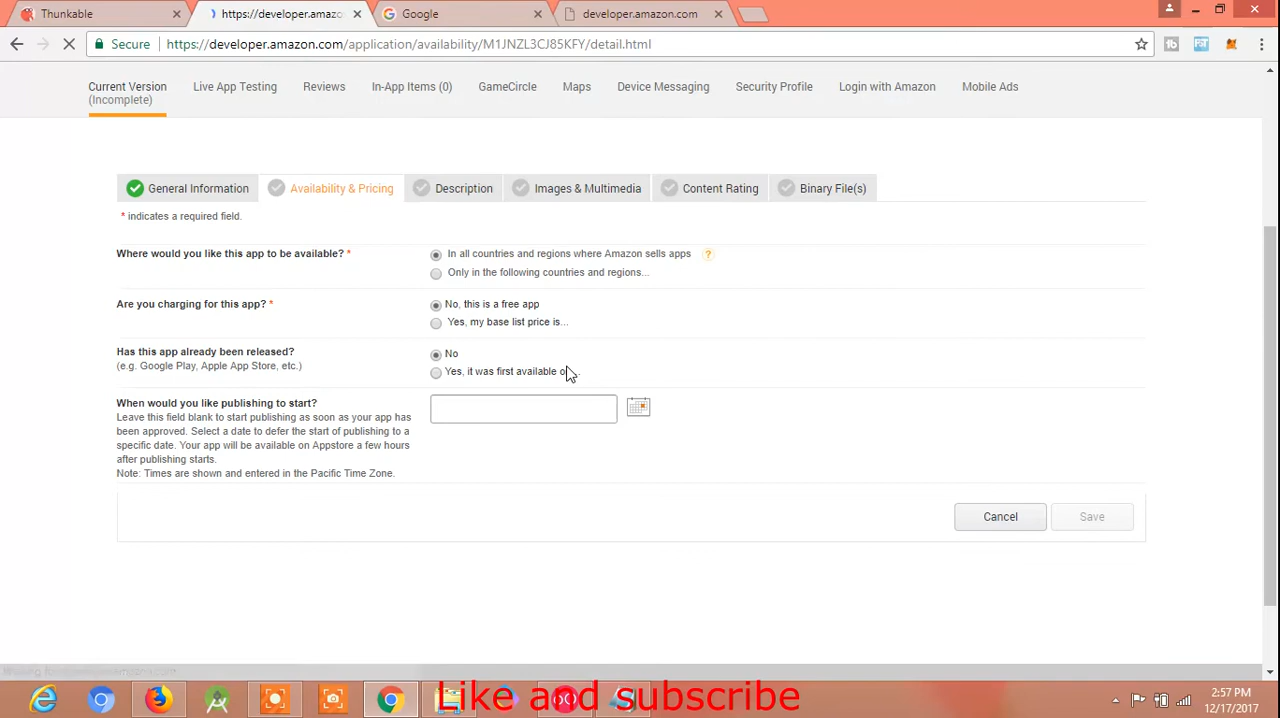 Thunkable
https://developer.amazo
Google
developer.amazon.com
Secure
https://developer.amazon.com/application/availability/M1JNZL3CJ85KFY/detail.html
Current Version
(Incomplete)
Live App Testing
Reviews
In-App Items (0)
GameCircle
Maps
Device Messaging
Security Profile
Login with Amazon
Mobile Ads
General Information
Availability & Pricing
Description
Images & Multimedia
Content Rating
Binary File(s)
* indicates a required field.
Where would you like this app to be available? *
In all countries and regions where Amazon sells apps
?
Only in the following countries and regions...
Are you charging for this app? *
No, this is a free app
Yes, my base list price is...
Has this app already been released?
(e.g. Google Play, Apple App Store, etc.)
No
Yes, it was first available
When would you like publishing to start?
Leave this field blank to start publishing as soon as your app has
been approved. Select a date to defer the start of publishing to a
specific date. Your app will be available on Appstore a few hours
after publishing starts.
Note: Times are shown and entered in the Pacific Time Zone.
Cancel
Save
Like and subscribe
2:57 PM
12/17/2017